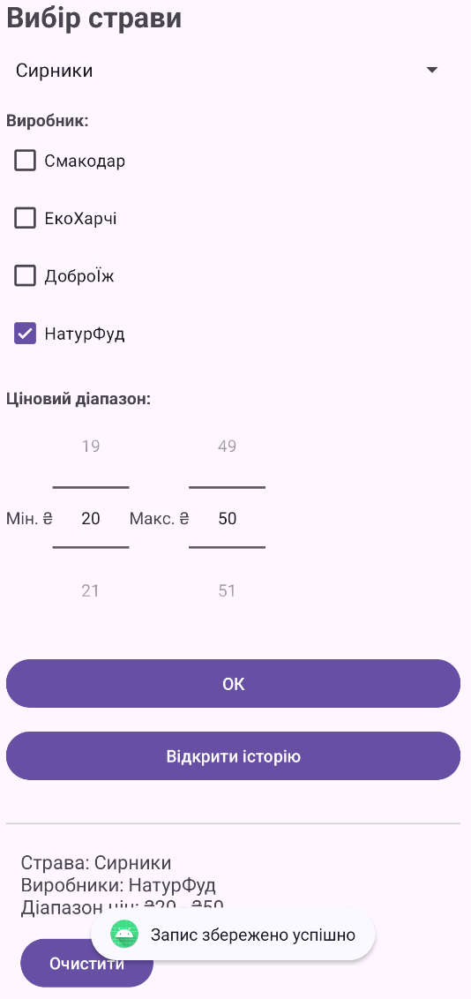 Вибір страви
Сирники
Виробник:
Смакодар
ЕкоХарчі
ДоброЇж
НатурФуд
Ціновий діапазон:
19 49
Мін. ₴ 20 Макс. ₴ 50
21 51
ОК
Відкрити історію
Страва: Сирники
Виробники: НатурФуд
Діапазон цін: ₴20 - ₴50
Запис збережено успішно
Очистити